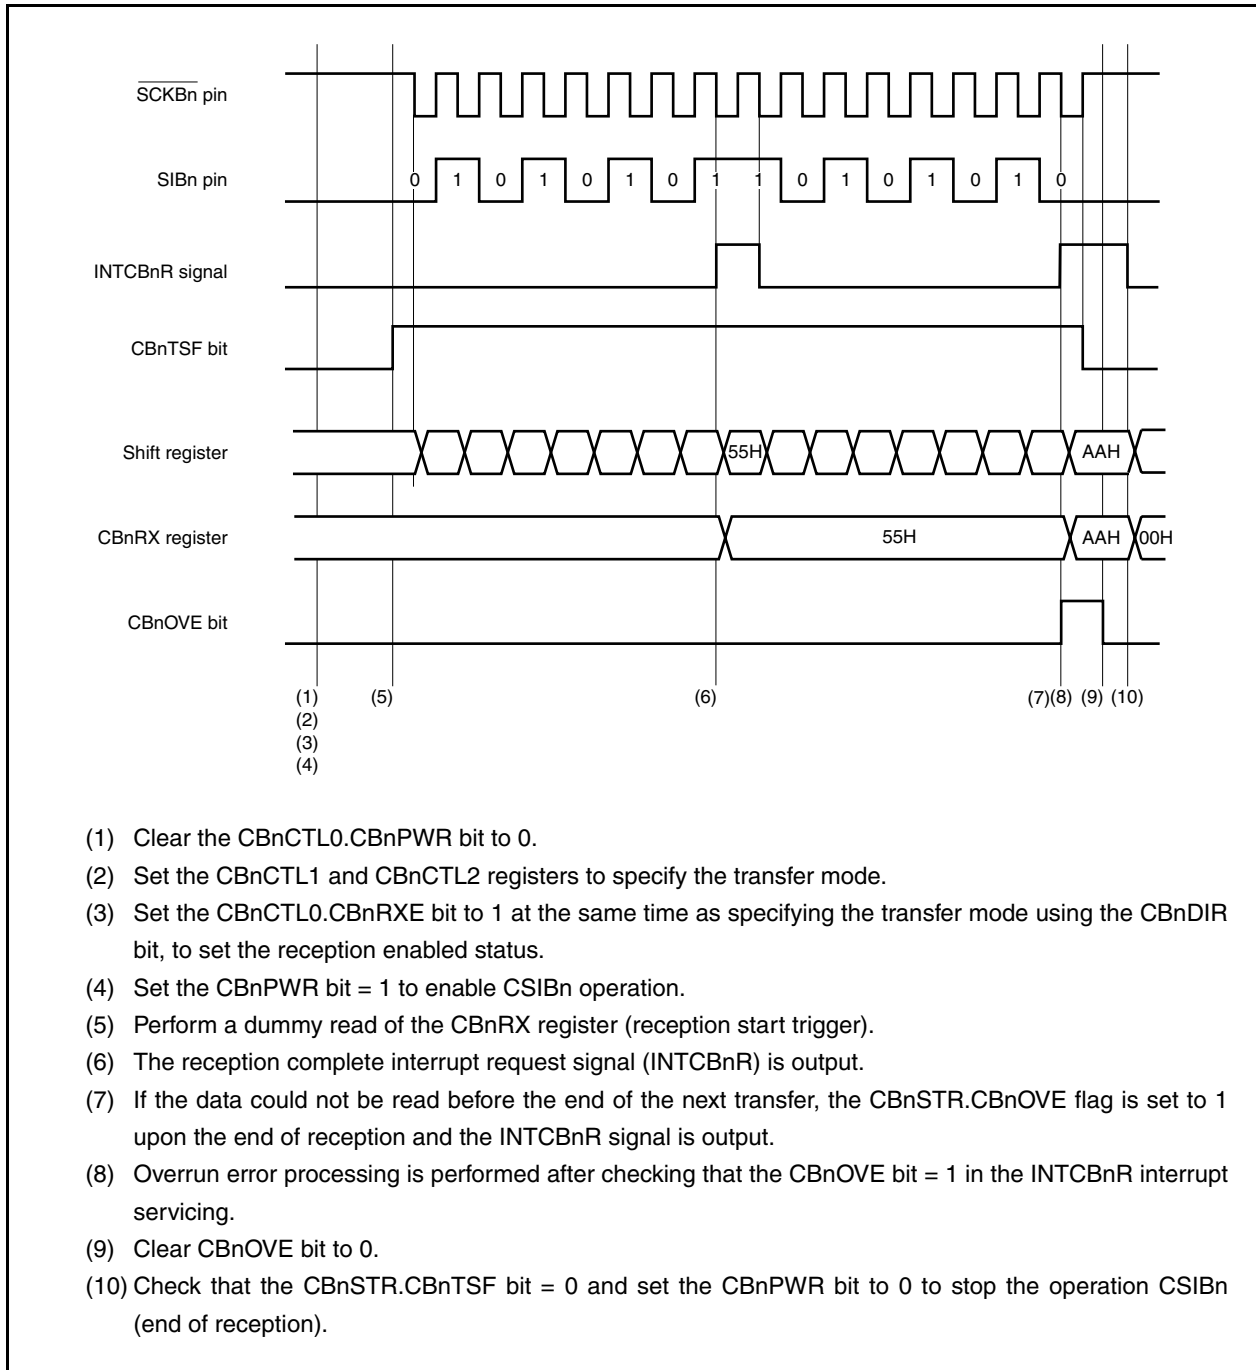 SCKBn pin
SIBn pin
0 1 0 1 0 1 0 1 1 0 1 0 1 0 1 0
INTCBnR signal
CBnTSF bit
Shift register 55H AAH
CBnRX register 55H AAH 00H
CBnOVE bit
(1) (5) (6) (7)(8) (9) (10)
(2)
(3)
(4)
(1) Clear the CBnCTL0.CBnPWR bit to 0.
(2) Set the CBnCTL1 and CBnCTL2 registers to specify the transfer mode.
(3) Set the CBnCTL0.CBnRXE bit to 1 at the same time as specifying the transfer mode using the CBnDIR
bit, to set the reception enabled status.
(4) Set the CBnPWR bit = 1 to enable CSIBn operation.
(5) Perform a dummy read of the CBnRX register (reception start trigger).
(6) The reception complete interrupt request signal (INTCBnR) is output.
(7) If the data could not be read before the end of the next transfer, the CBnSTR.CBnOVE flag is set to 1
upon the end of reception and the INTCBnR signal is output.
(8) Overrun error processing is performed after checking that the CBnOVE bit = 1 in the INTCBnR interrupt
servicing.
(9) Clear CBnOVE bit to 0.
(10) Check that the CBnSTR.CBnTSF bit = 0 and set the CBnPWR bit to 0 to stop the operation CSIBn
(end of reception).